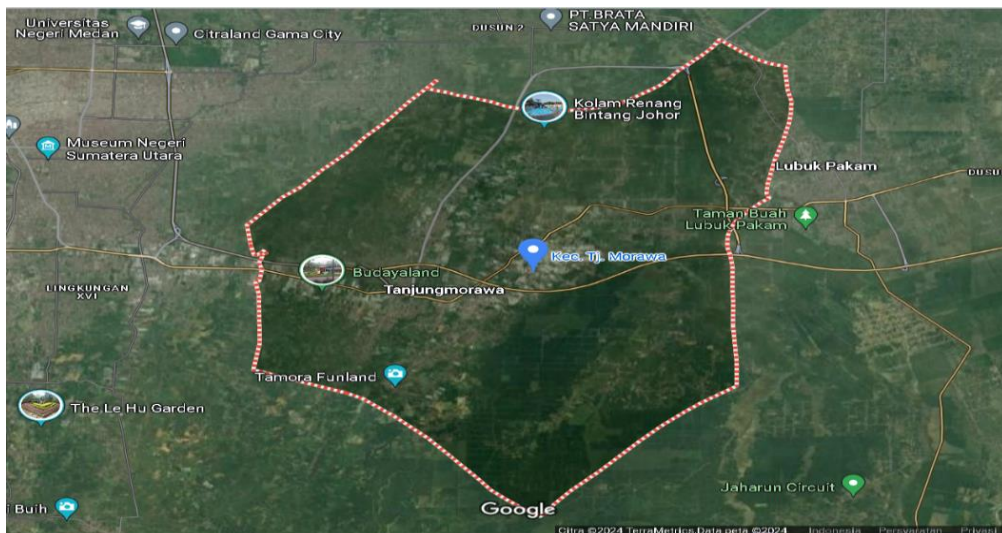 Universitas
Negeri Medan
Citraland Gama City
DUSUN 2
PT.BRATA
SATYA MANDIRI
Kolam Renang
Bintang Johor
Museum Negeri
Sumatera Utara
Lubuk Pakam
DUSU
Taman Buah
Lubuk Pakam
Kec. Tj. Morawa
Budayaland
Tanjungmorawa
LINGKUNGAN
XVI
Tamora Funland
The Le Hu Garden
Jaharun Circuit
i Buih
Google
Citra ©2024 TerraMetrics,Data peta ©2024
Indonesia
Persyaratan
Privasi